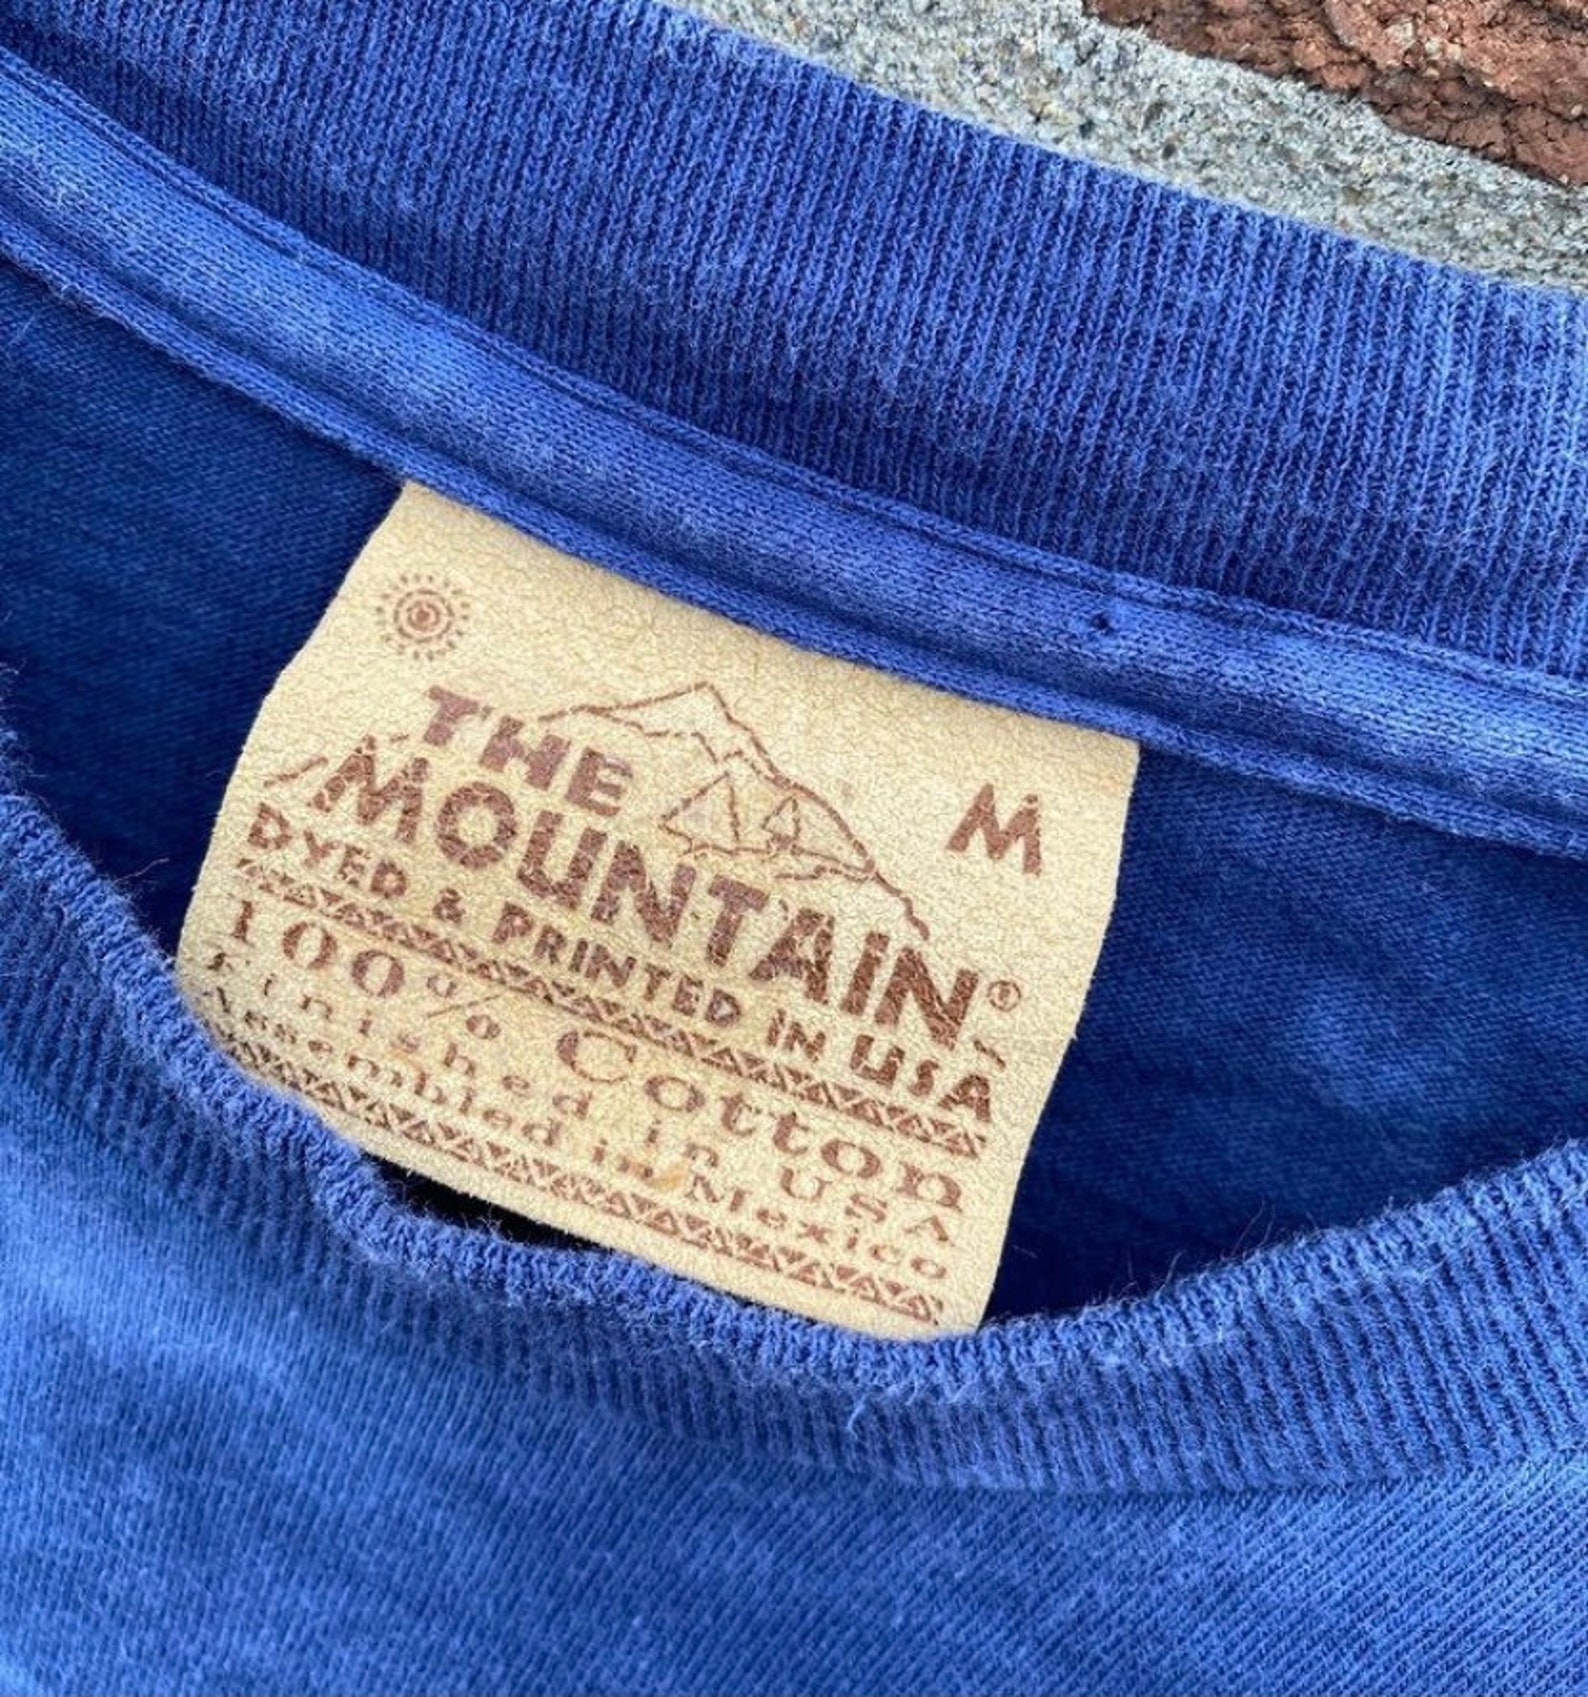 M
THE
MOUNTAIN®
DYED & PRINTED IN USA
100% Cotton
Finished in USA
Assembled in Mexico